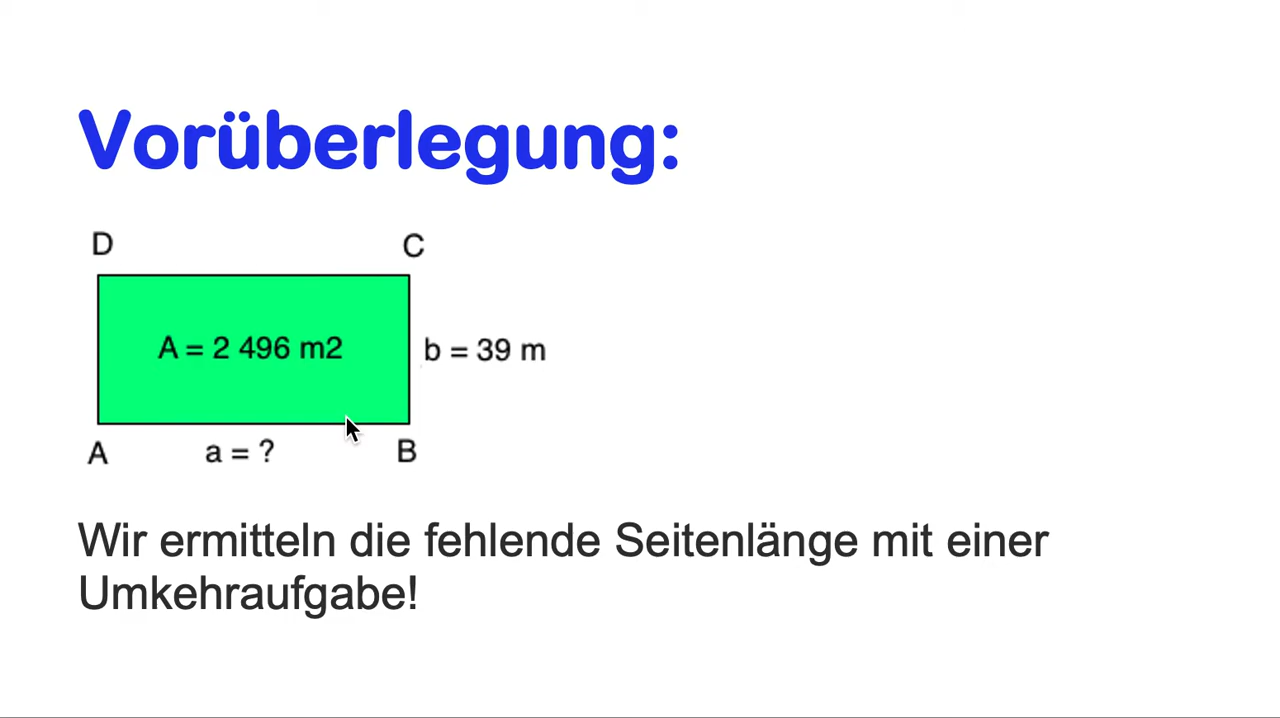 Vorüberlegung:
D C
A = 2 496 m2 b = 39 m
A a = ? B
Wir ermitteln die fehlende Seitenlänge mit einer
Umkehraufgabe!